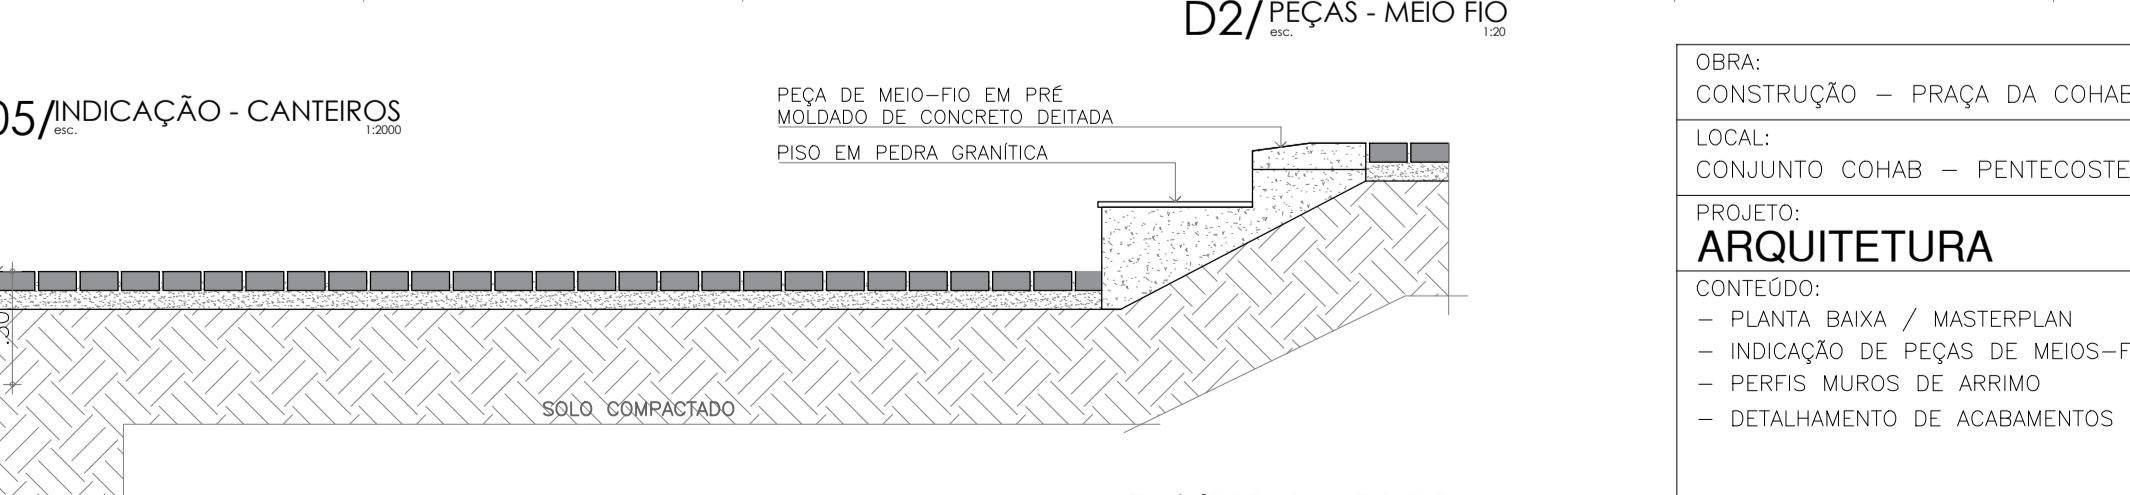 D2/ PEÇAS - MEIO FIO
esc. 1:20
05/ INDICAÇÃO - CANTEIROS
esc. 1:2000
PEÇA DE MEIO-FIO EM PRÉ
MOLDADO DE CONCRETO DEITADA
PISO EM PEDRA GRANÍTICA
SOLO COMPACTADO
OBRA:
CONSTRUÇÃO - PRAÇA DA COHAB
LOCAL:
CONJUNTO COHAB - PENTECOSTE
PROJETO:
ARQUITETURA
CONTEÚDO:
- PLANTA BAIXA / MASTERPLAN
- INDICAÇÃO DE PEÇAS DE MEIOS-F
- PERFIS MUROS DE ARRIMO
- DETALHAMENTO DE ACABAMENTOS